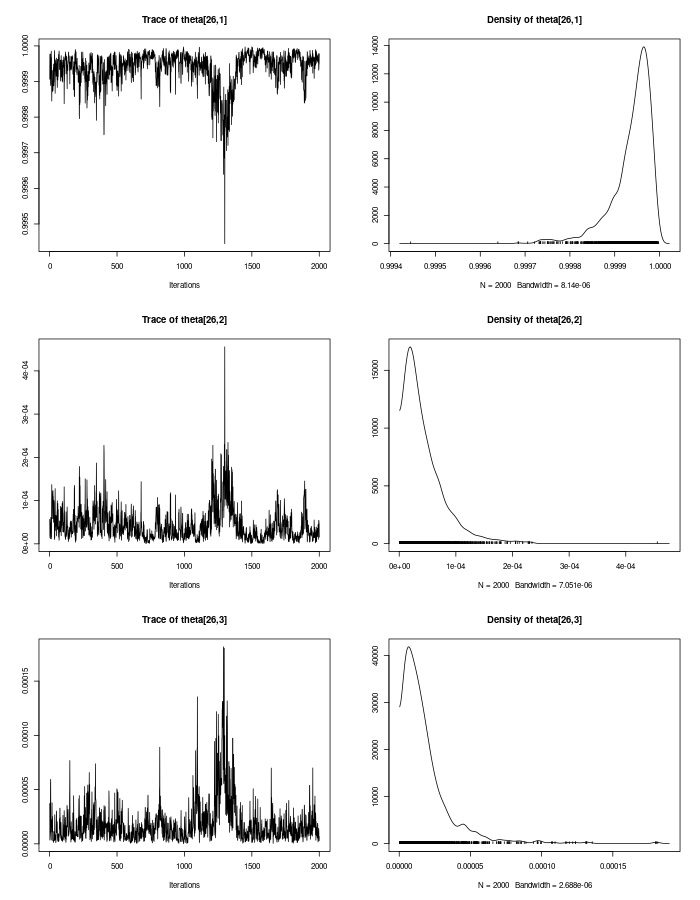 Trace of theta[26,1]
Density of theta[26,1]
0.9995 0.9996 0.9997 0.9998 0.9999 1.0000
0 500 1000 1500 2000
Iterations
0 2000 4000 6000 8000 10000 12000 14000
0.9994 0.9995 0.9996 0.9997 0.9998 0.9999 1.0000
N = 2000 Bandwidth = 8.14e-06
Trace of theta[26,2]
Density of theta[26,2]
0e+00 1e-04 2e-04 3e-04 4e-04
0 500 1000 1500 2000
Iterations
0 5000 10000 15000
0e+00 1e-04 2e-04 3e-04 4e-04
N = 2000 Bandwidth = 7.051e-06
Trace of theta[26,3]
Density of theta[26,3]
0.00000 0.00005 0.00010 0.00015
0 500 1000 1500 2000
Iterations
0 10000 20000 30000 40000
0.00000 0.00005 0.00010 0.00015
N = 2000 Bandwidth = 2.688e-06